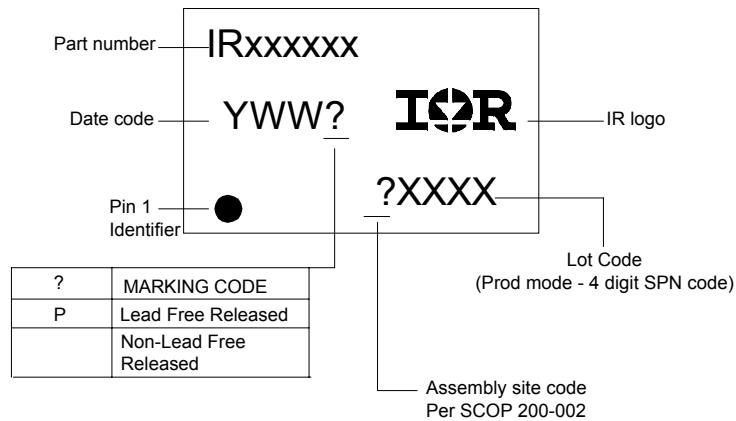 Part number
IRxxxxxx
Date code
YWW?
IOR
IR logo
?XXXX
Pin 1
Identifier
Lot Code
(Prod mode - 4 digit SPN code)
? MARKING CODE
P Lead Free Released
Non-Lead Free
Released
Assembly site code
Per SCOP 200-002